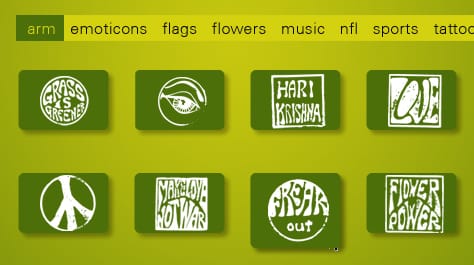 arm emoticons flags flowers music nfl sports tattoo
GRASS
IS
GREENER
HARI
KRISHNA
LOVE
MAKE LOVE
NOT WAR
FREAK
out
FLOWER
POWER